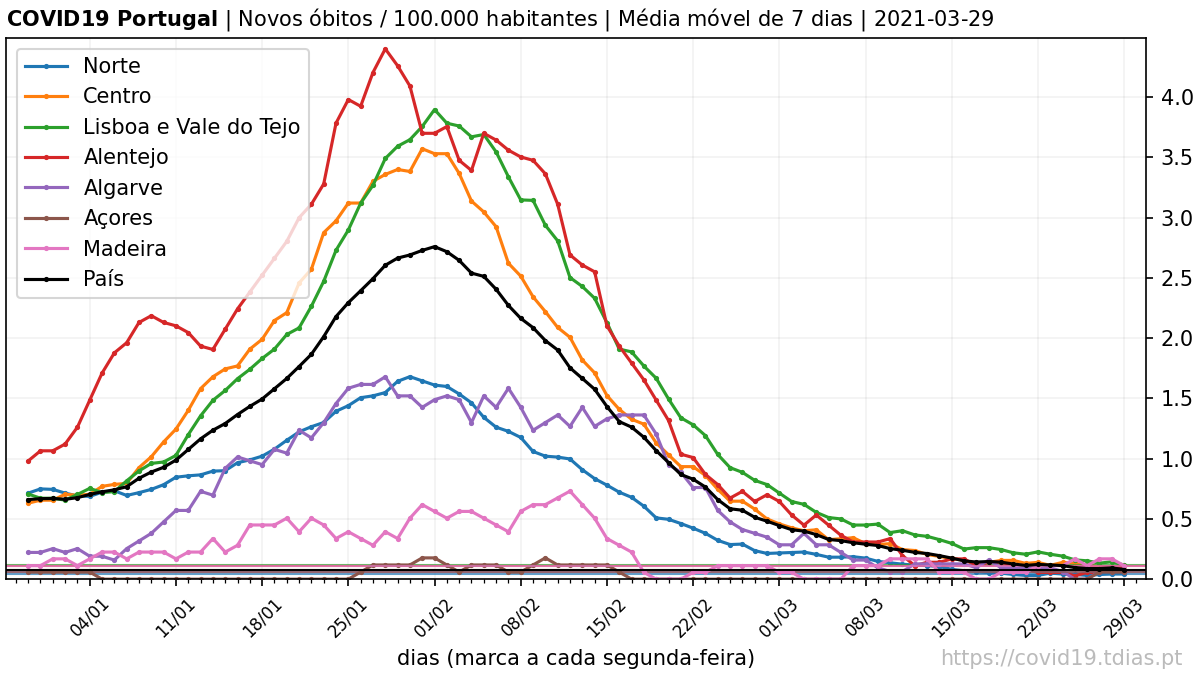 COVID19 Portugal | Novos óbitos / 100.000 habitantes | Média móvel de 7 dias | 2021-03-29
Norte
Centro
Lisboa e Vale do Tejo
Alentejo
Algarve
Açores
Madeira
País
4.0
3.5
3.0
2.5
2.0
1.5
1.0
0.5
0.0
04/01 11/01 18/01 25/01 01/02 08/02 15/02 22/02 01/03 08/03 15/03 22/03 29/03
dias (marca a cada segunda-feira)
https://covid19.tdias.pt